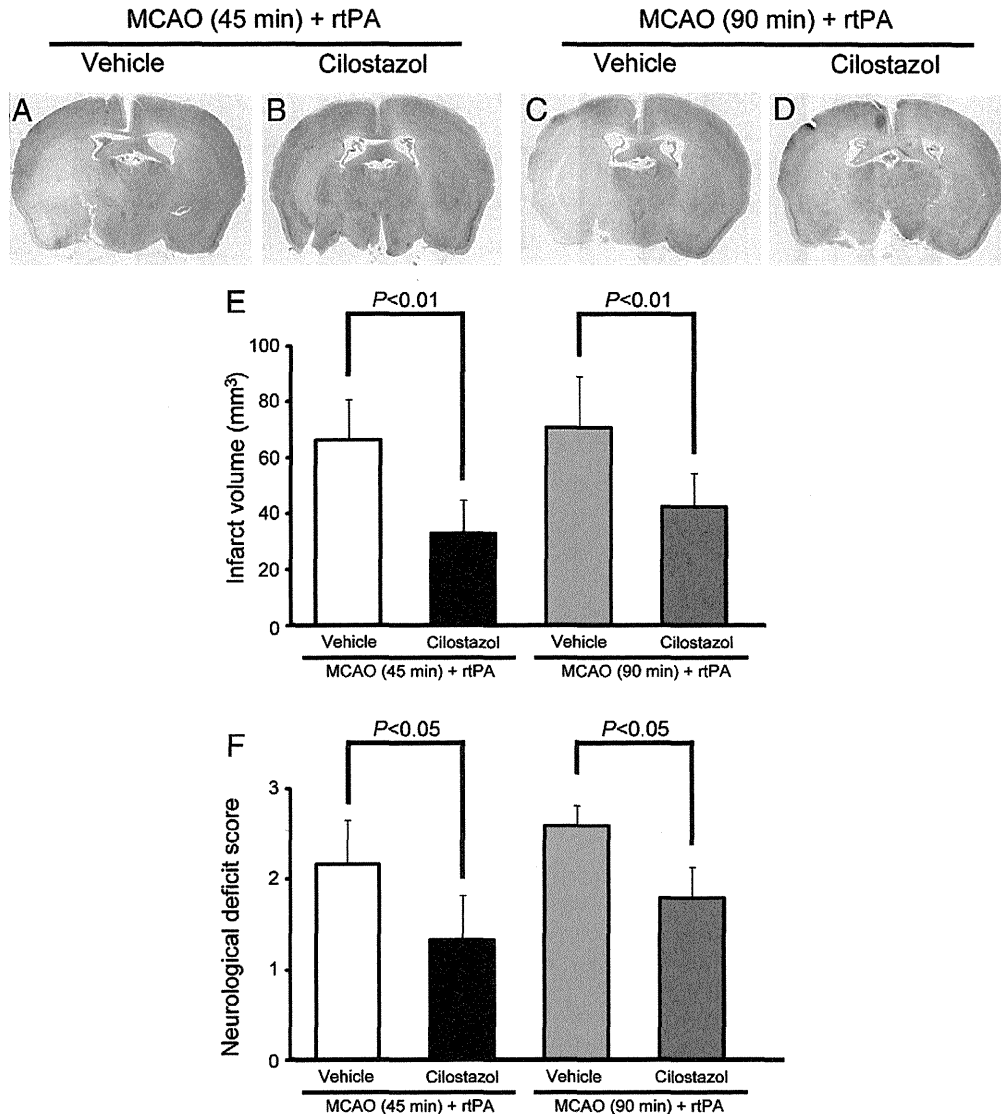 MCAO (45 min) + rtPA
MCAO (90 min) + rtPA
Vehicle
Cilostazol
Vehicle
Cilostazol
A
B
C
D
E
P<0.01
P<0.01
Infarct volume (mm³)
100
80
60
40
20
0
Vehicle
Cilostazol
Vehicle
Cilostazol
MCAO (45 min) + rtPA
MCAO (90 min) + rtPA
F
P<0.05
P<0.05
Neurological deficit score
3
2
1
0
Vehicle
Cilostazol
Vehicle
Cilostazol
MCAO (45 min) + rtPA
MCAO (90 min) + rtPA